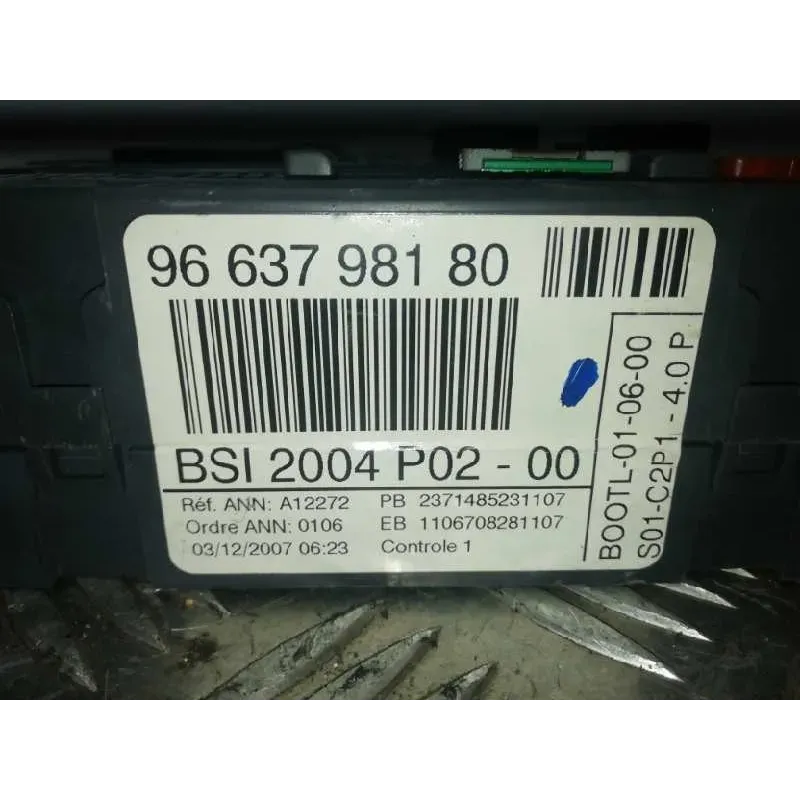 96 637 981 80
BSI 2004 P02 - 00
Réf. ANN: A12272 PB 2371485231107
Ordre ANN: 0106 EB 1106708281107
03/12/2007 06:23 Controle 1
BOOTL-01-06-00
S01-C2P1 - 4.0 P